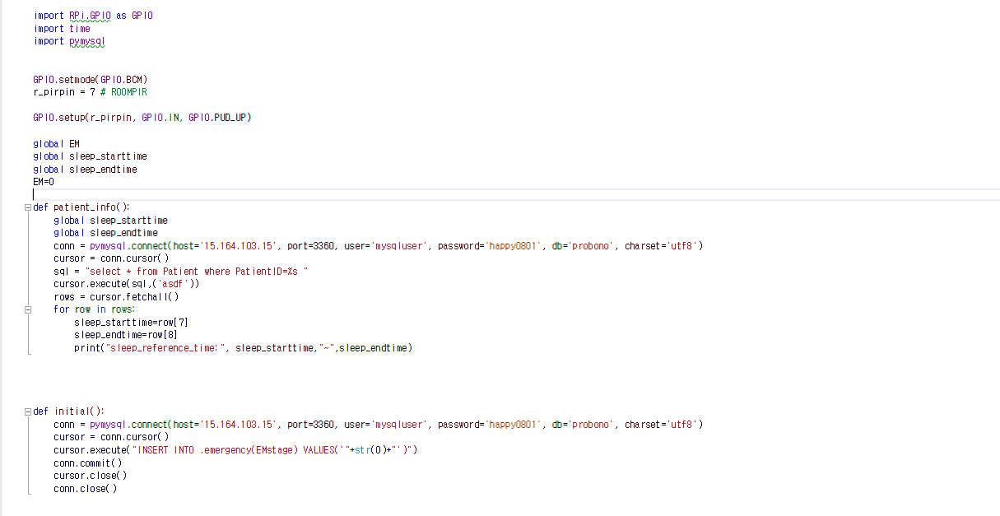 import RPi.GPIO as GPIO
import time
import pymysql
GPIO.setmode(GPIO.BCM)
r_pirpin = 7 # ROOMPIR
GPIO.setup(r_pirpin, GPIO.IN, GPIO.PUD_UP)
global EM
global sleep_starttime
global sleep_endtime
EM=0
def patient_info():
    global sleep_starttime
    global sleep_endtime
    conn = pymysql.connect(host='15.164.103.15', port=3360, user='mysqluser', password='happy0801', db='probono', charset='utf8')
    cursor = conn.cursor()
    sql = "select * from Patient where PatientID=%s "
    cursor.execute(sql,('asdf'))
    rows = cursor.fetchall()
    for row in rows:
        sleep_starttime=row[7]
        sleep_endtime=row[8]
        print("sleep_reference_time:", sleep_starttime,"~",sleep_endtime)
def initial():
    conn = pymysql.connect(host='15.164.103.15', port=3360, user='mysqluser', password='happy0801', db='probono', charset='utf8')
    cursor = conn.cursor()
    cursor.execute("INSERT INTO .emergency(EMstage) VALUES('"+str(0)+"')")
    conn.commit()
    cursor.close()
    conn.close()